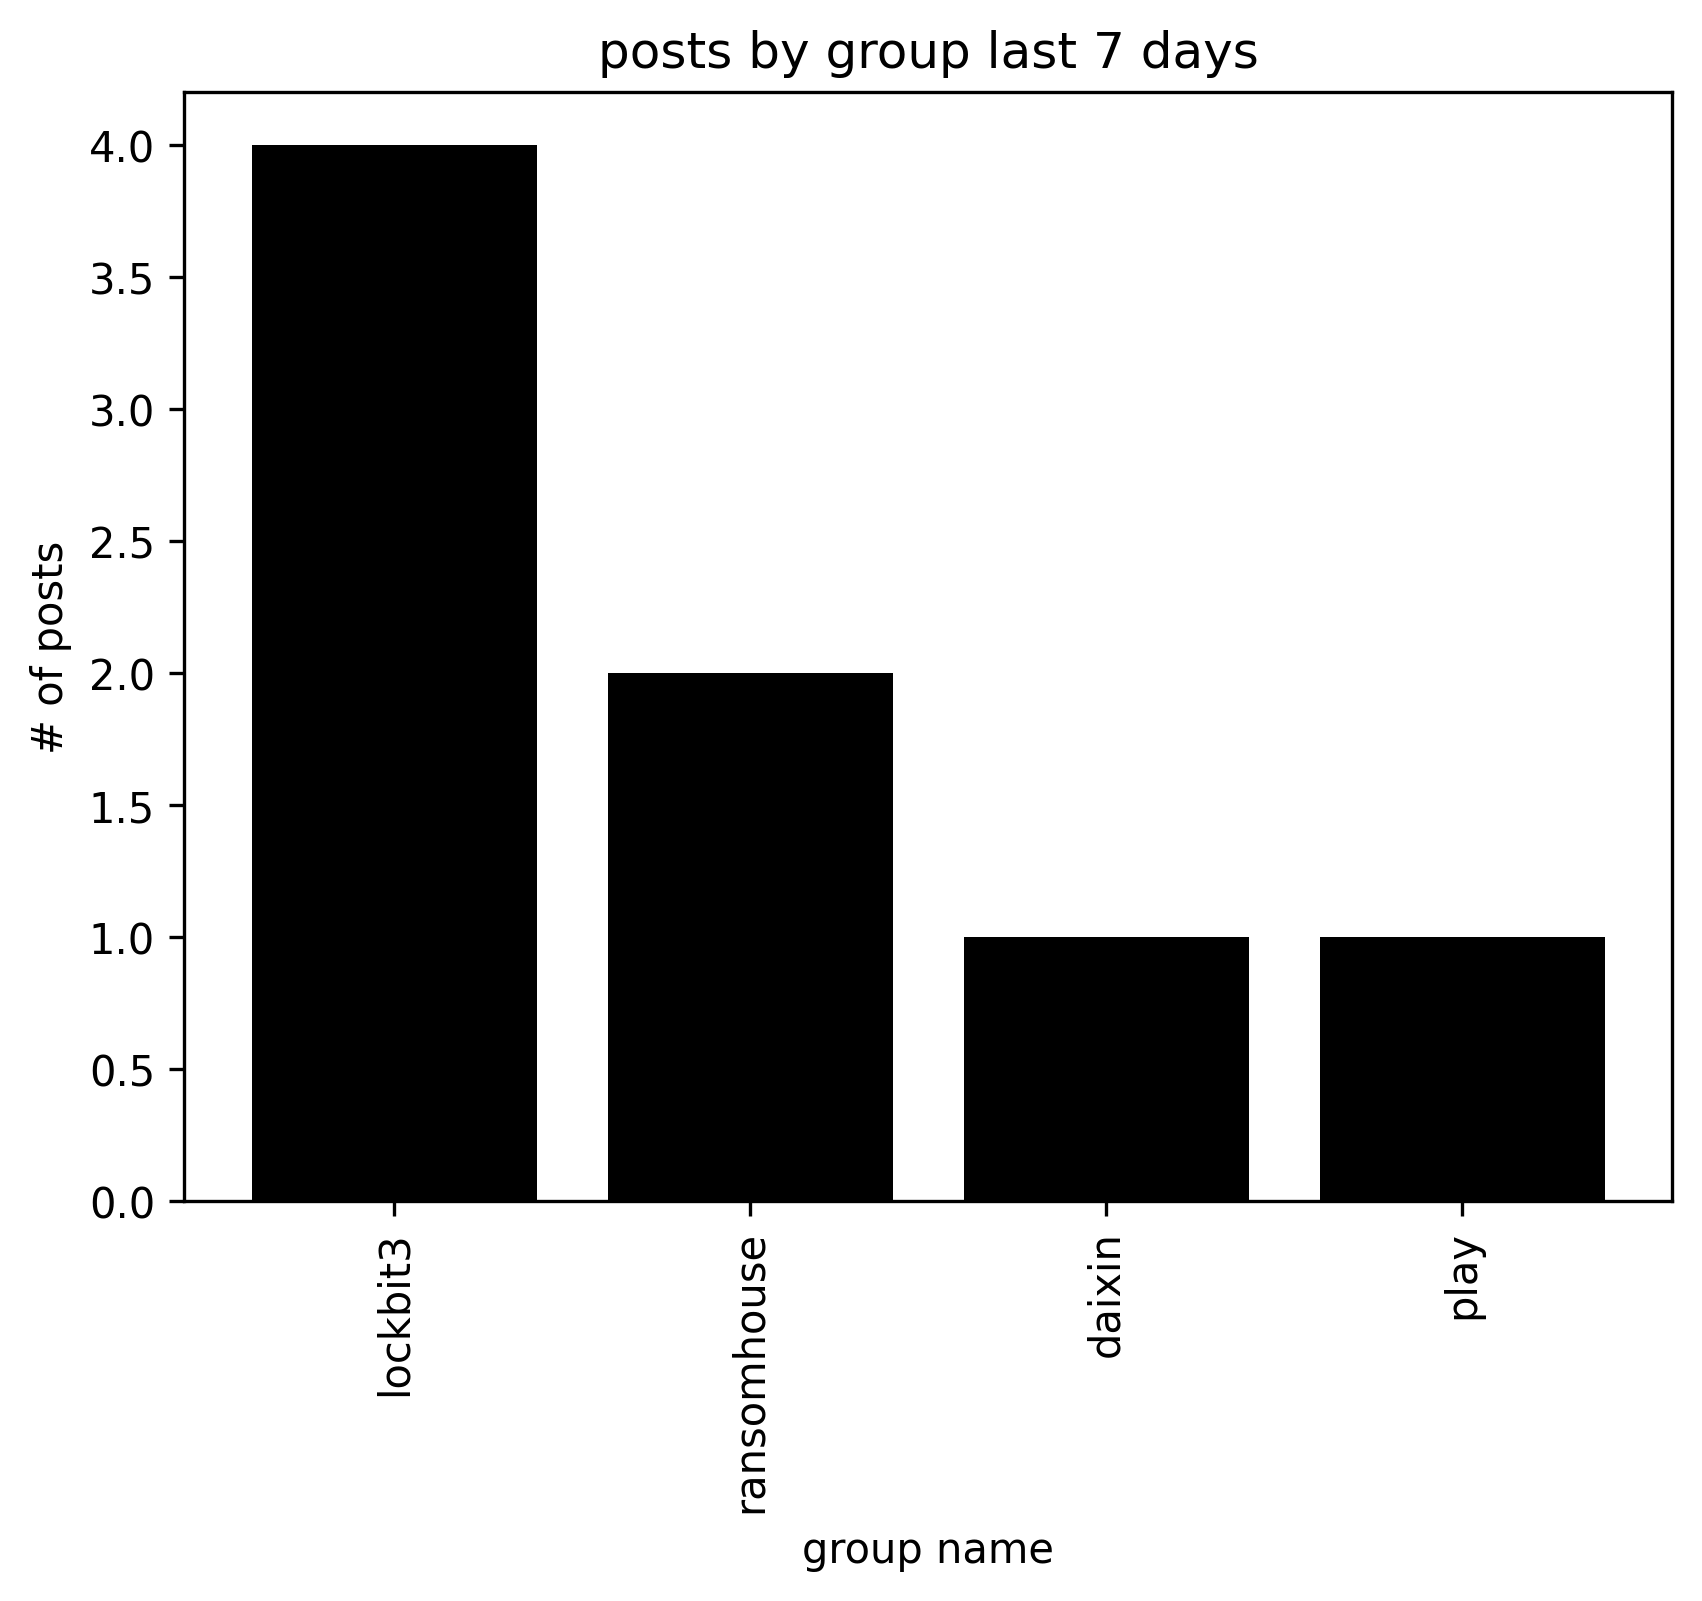 posts by group last 7 days
# of posts
4.0
3.5
3.0
2.5
2.0
1.5
1.0
0.5
0.0
lockbit3
ransomhouse
daixin
play
group name